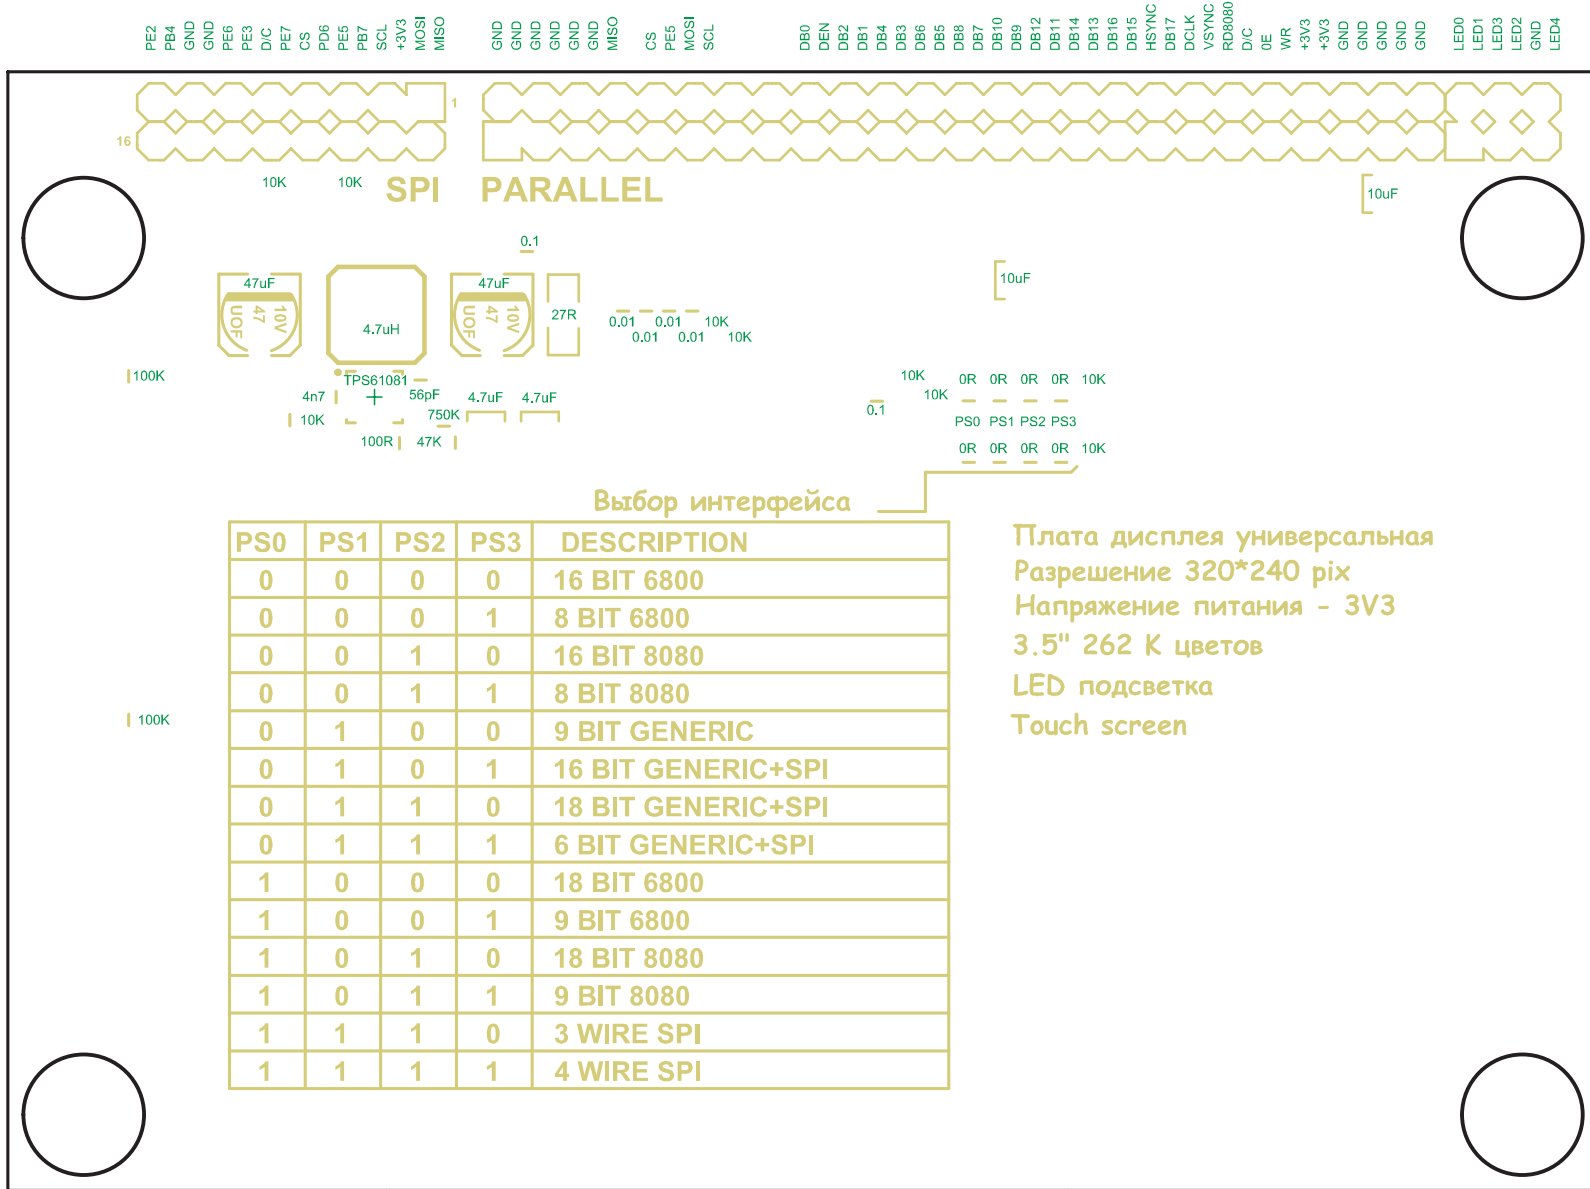 PE2 PB4 GND GND PE6 PE3 D/C PE7 CS PD6 PE5 PB7 SCL +3V3 MOSI MISO
GND GND GND GND GND GND MISO CS PE5 MOSI SCL
DB0 DEN DB2 DB1 DB4 DB3 DB6 DB5 DB8 DB7 DB10 DB9 DB12 DB11 DB14 DB13 DB16 DB15 HSYNC DB17 DCLK VSYNC RD8080 D/C 0E WR +3V3 +3V3 GND GND GND GND GND
LED0 LED1 LED3 LED2 GND LED4
1
16
10K 10K SPI PARALLEL 10uF
0.1
47uF 47uF 10uF
10V 47 UOF
4.7uH
10V 47 UOF
27R
0.01 0.01 10K
0.01 0.01 10K
100K TPS61081 10K 0R 0R 0R 0R 10K
4n7 56pF 4.7uF 4.7uF 10K
0.1
10K 750K PS0 PS1 PS2 PS3
100R 47K 0R 0R 0R 0R 10K
Выбор интерфейса
PS0 PS1 PS2 PS3 DESCRIPTION
0 0 0 0 16 BIT 6800
0 0 0 1 8 BIT 6800
0 0 1 0 16 BIT 8080
0 0 1 1 8 BIT 8080
0 1 0 0 9 BIT GENERIC
0 1 0 1 16 BIT GENERIC+SPI
0 1 1 0 18 BIT GENERIC+SPI
0 1 1 1 6 BIT GENERIC+SPI
1 0 0 0 18 BIT 6800
1 0 0 1 9 BIT 6800
1 0 1 0 18 BIT 8080
1 0 1 1 9 BIT 8080
1 1 1 0 3 WIRE SPI
1 1 1 1 4 WIRE SPI
Плата дисплея универсальная
Разрешение 320*240 pix
Напряжение питания - 3V3
3.5" 262 К цветов
LED подсветка
Touch screen
100K